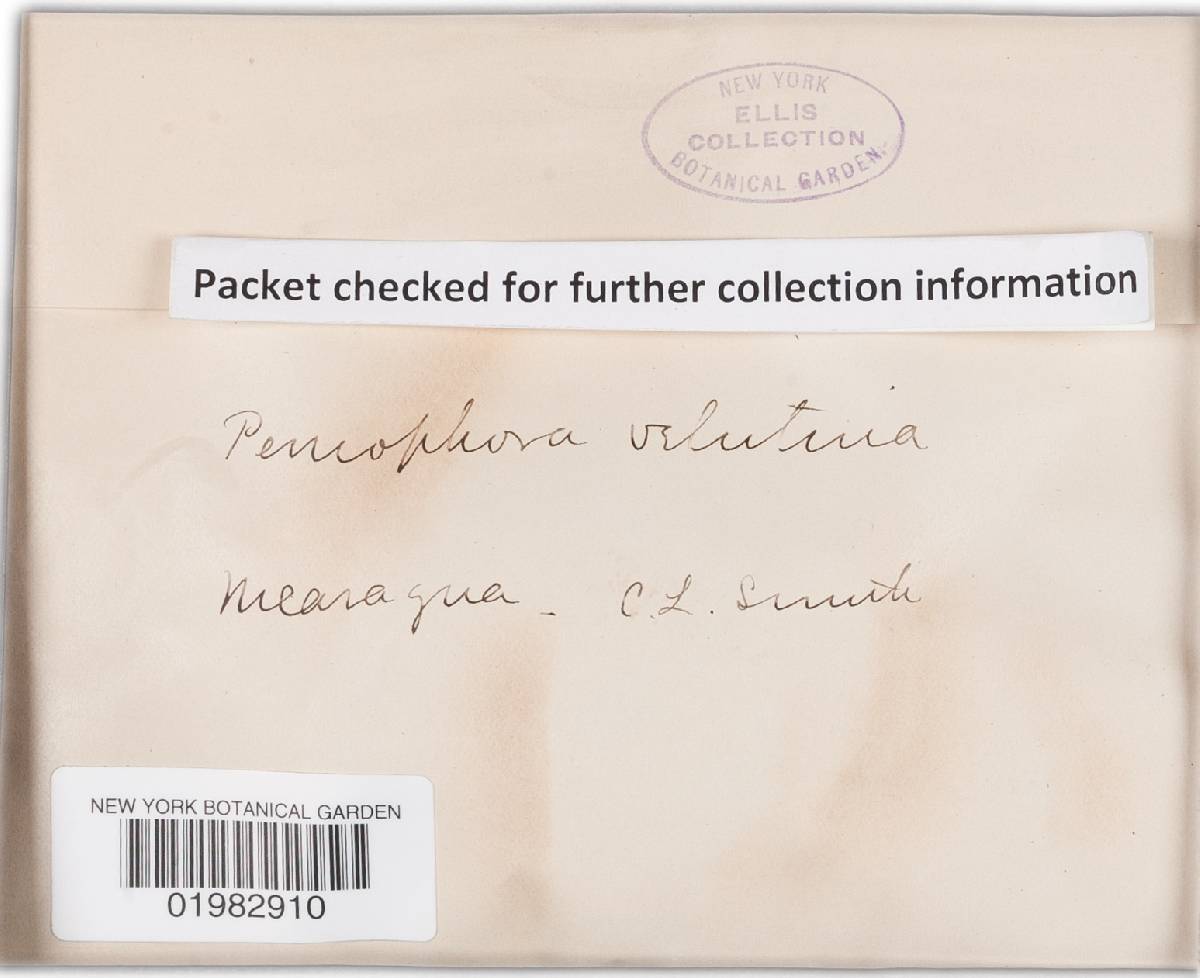 NEW YORK
ELLIS
COLLECTION
BOTANICAL GARDEN.
Packet checked for further collection information
Peniophora velutina
Nicaragua - C. L. Smith
NEW YORK BOTANICAL GARDEN
01982910